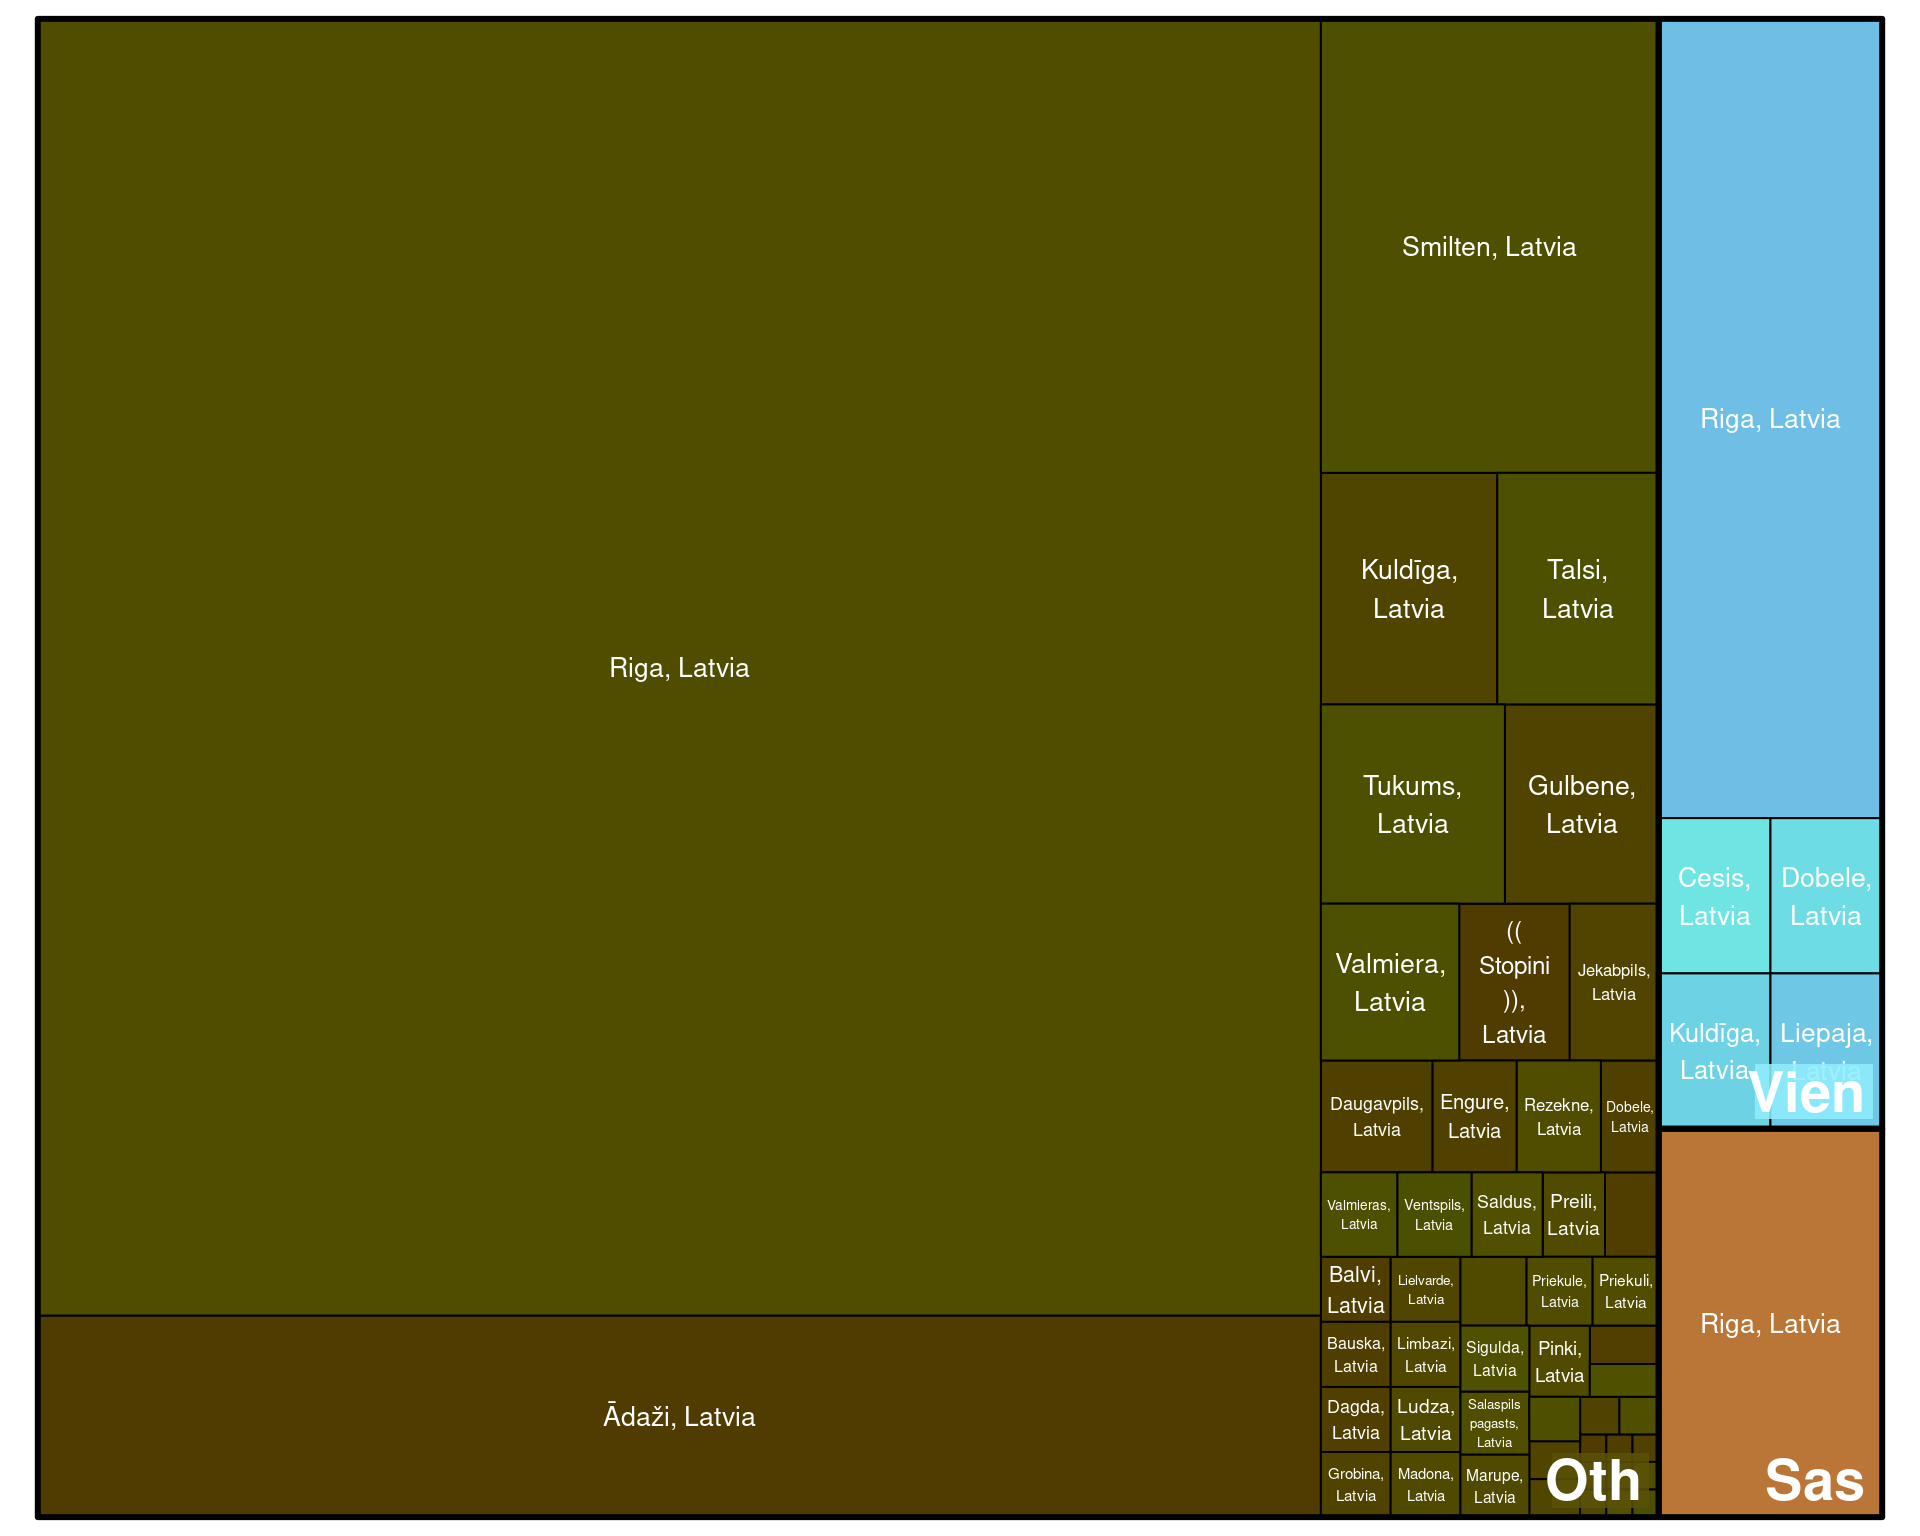 Riga, Latvia
Ādaži, Latvia
Smilten, Latvia
Kuldīga,
Latvia
Talsi,
Latvia
Tukums,
Latvia
Gulbene,
Latvia
Valmiera,
Latvia
((
Stopini
)),
Latvia
Jekabpils,
Latvia
Daugavpils,
Latvia
Engure,
Latvia
Rezekne,
Latvia
Dobele,
Latvia
Valmieras,
Latvia
Ventspils,
Latvia
Saldus,
Latvia
Preili,
Latvia
Balvi,
Latvia
Lielvarde,
Latvia
Priekule,
Latvia
Priekuli,
Latvia
Bauska,
Latvia
Limbazi,
Latvia
Sigulda,
Latvia
Pinki,
Latvia
Dagda,
Latvia
Ludza,
Latvia
Salaspils
pagasts,
Latvia
Grobina,
Latvia
Madona,
Latvia
Marupe,
Latvia
Oth
Riga, Latvia
Cesis,
Latvia
Dobele,
Latvia
Kuldīga,
Latvia
Liepaja,
Latvia
Vien
Riga, Latvia
Sas